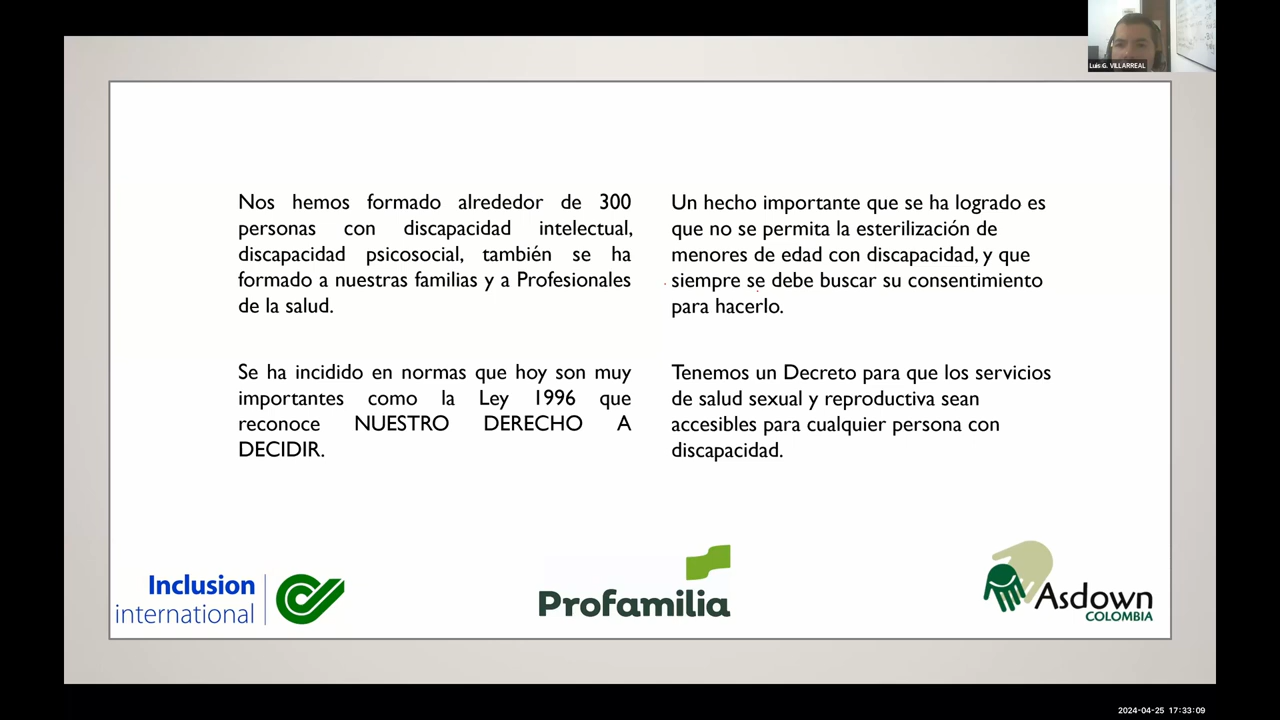 Luis G. VILLARREAL
Nos hemos formado alrededor de 300
personas con discapacidad intelectual,
discapacidad psicosocial, también se ha
formado a nuestras familias y a Profesionales
de la salud.
Se ha incidido en normas que hoy son muy
importantes como la Ley 1996 que
reconoce NUESTRO DERECHO A
DECIDIR.
Un hecho importante que se ha logrado es
que no se permita la esterilización de
menores de edad con discapacidad, y que
siempre se debe buscar su consentimiento
para hacerlo.
Tenemos un Decreto para que los servicios
de salud sexual y reproductiva sean
accesibles para cualquier persona con
discapacidad.
Inclusion
international
Profamilia
Asdown
COLOMBIA
2024-04-25 17:33:09